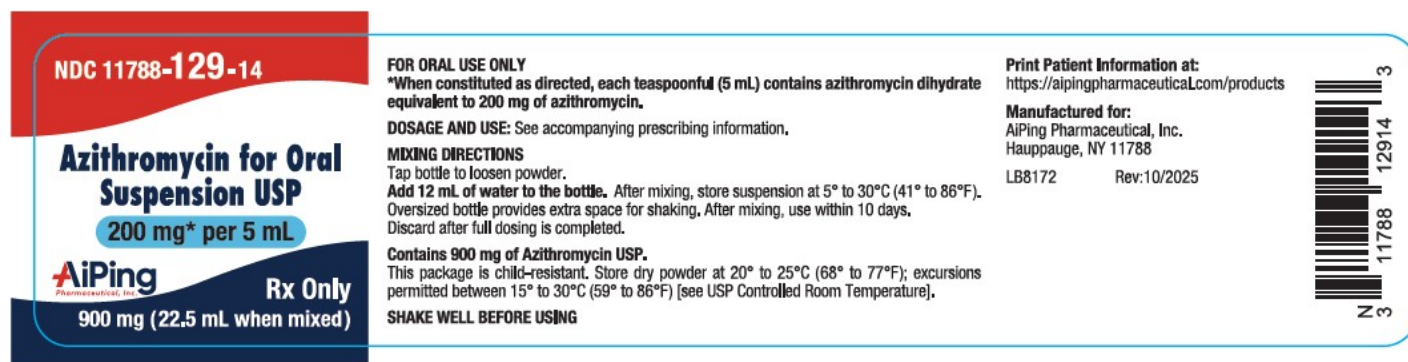 NDC 11788-129-14
Azithromycin for Oral
Suspension USP
200 mg* per 5 mL
AiPing
Pharmaceutical, Inc.
Rx Only
900 mg (22.5 mL when mixed)
FOR ORAL USE ONLY
*When constituted as directed, each teaspoonful (5 mL) contains azithromycin dihydrate
equivalent to 200 mg of azithromycin.
DOSAGE AND USE: See accompanying prescribing information.
MIXING DIRECTIONS
Tap bottle to loosen powder.
Add 12 mL of water to the bottle. After mixing, store suspension at 5° to 30°C (41° to 86°F).
Oversized bottle provides extra space for shaking. After mixing, use within 10 days.
Discard after full dosing is completed.
Contains 900 mg of Azithromycin USP.
This package is child-resistant. Store dry powder at 20° to 25°C (68° to 77°F); excursions
permitted between 15° to 30°C (59° to 86°F) [see USP Controlled Room Temperature].
SHAKE WELL BEFORE USING
Print Patient Information at:
https://aipingpharmaceutical.com/products
Manufactured for:
AiPing Pharmaceutical, Inc.
Hauppauge, NY 11788
LB8172 Rev:10/2025
N
3 11788 12914 3